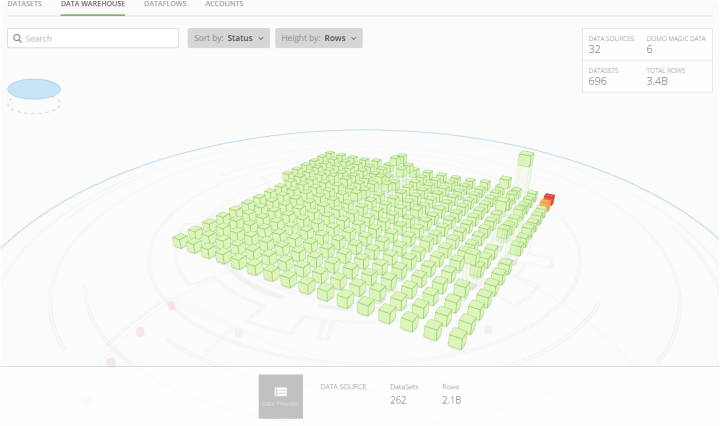 DATASETS DATA WAREHOUSE DATAFLOWS ACCOUNTS
Search Sort by: Status Height by: Rows
DATA SOURCES DOMO MAGIC DATA
32 6
DATASETS TOTAL ROWS
696 3.4B
DATA SOURCE DataSets Rows
262 2.1B
Data Provider